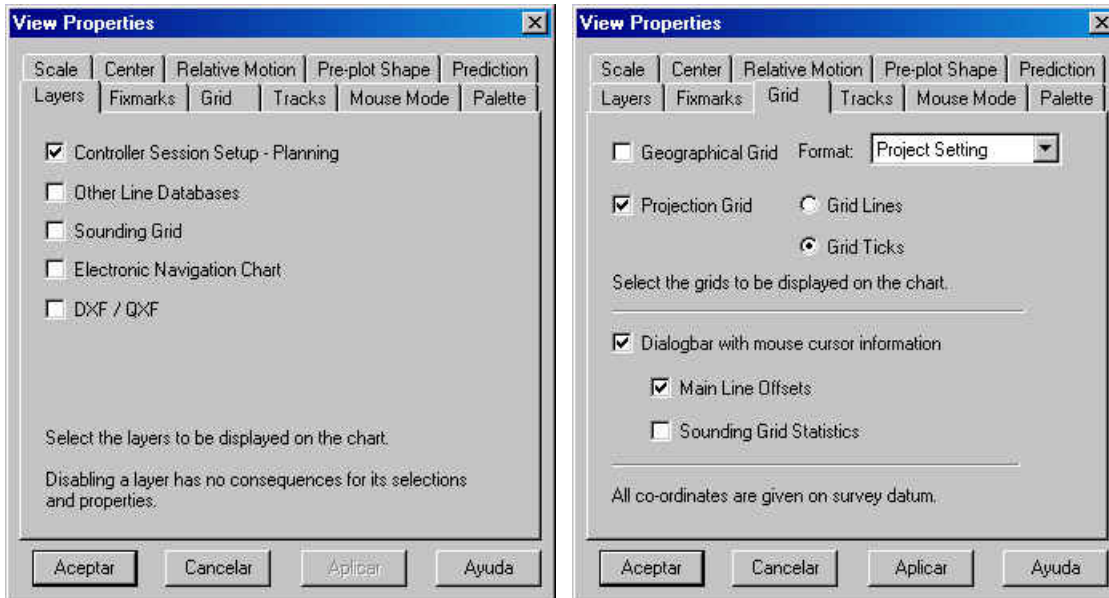 View Properties
Scale Center Relative Motion Pre-plot Shape Prediction
Layers Fixmarks Grid Tracks Mouse Mode Palette
Controller Session Setup - Planning
Other Line Databases
Sounding Grid
Electronic Navigation Chart
DXF / QXF
Select the layers to be displayed on the chart.
Disabling a layer has no consequences for its selections
and properties.
Aceptar Cancelar Aplicar Ayuda
View Properties
Scale Center Relative Motion Pre-plot Shape Prediction
Layers Fixmarks Grid Tracks Mouse Mode Palette
Geographical Grid Format: Project Setting
Projection Grid Grid Lines
Grid Ticks
Select the grids to be displayed on the chart.
Dialogbar with mouse cursor information
Main Line Offsets
Sounding Grid Statistics
All co-ordinates are given on survey datum.
Aceptar Cancelar Aplicar Ayuda